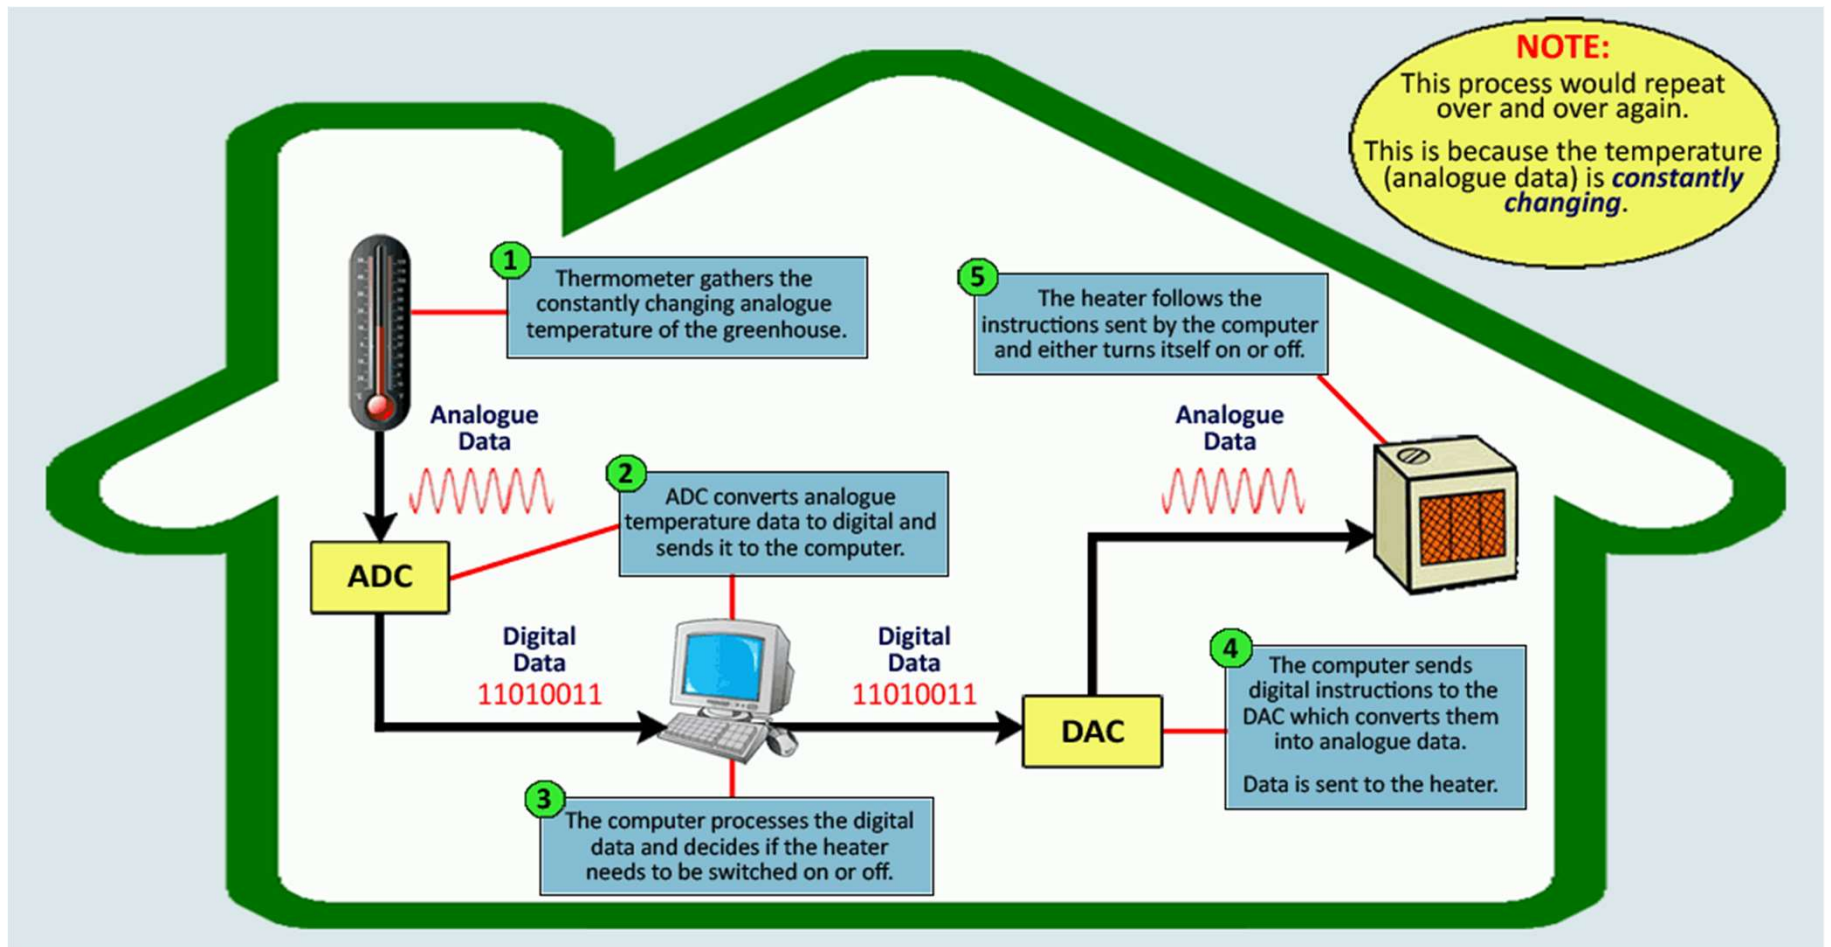 NOTE:
This process would repeat
over and over again.
This is because the temperature
(analogue data) is constantly
changing.
1
Thermometer gathers the
constantly changing analogue
temperature of the greenhouse.
5
The heater follows the
instructions sent by the computer
and either turns itself on or off.
Analogue
Data
Analogue
Data
2
ADC converts analogue
temperature data to digital and
sends it to the computer.
ADC
Digital
Data
11010011
Digital
Data
11010011
DAC
4
The computer sends
digital instructions to the
DAC which converts them
into analogue data.
Data is sent to the heater.
3
The computer processes the digital
data and decides if the heater
needs to be switched on or off.